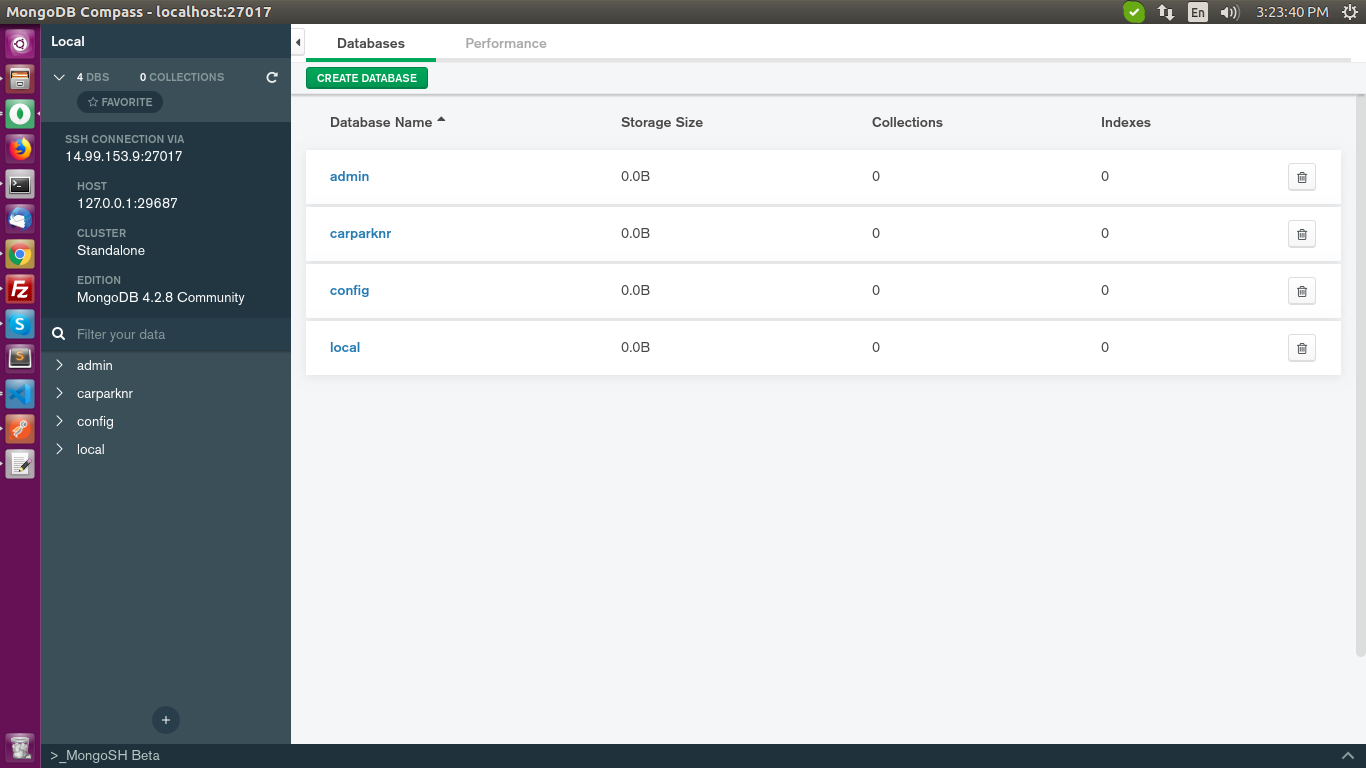 MongoDB Compass - localhost:27017
En
3:23:40 PM
Local
4 DBS 0 COLLECTIONS
FAVORITE
SSH CONNECTION VIA
14.99.153.9:27017
HOST
127.0.0.1:29687
CLUSTER
Standalone
EDITION
MongoDB 4.2.8 Community
Filter your data
admin
carparknr
config
local
Databases Performance
CREATE DATABASE
Database Name Storage Size Collections Indexes
admin 0.0B 0 0
carparknr 0.0B 0 0
config 0.0B 0 0
local 0.0B 0 0
>_MongoSH Beta